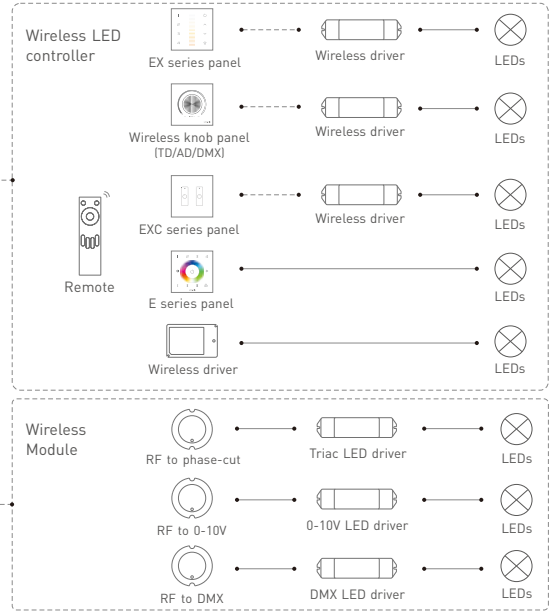 Wireless LED
controller
EX series panel
Wireless driver
LEDs
Wireless knob panel
(TD/AD/DMX)
Wireless driver
LEDs
EXC series panel
Wireless driver
LEDs
Remote
E series panel
LEDs
Wireless driver
LEDs
Wireless
Module
RF to phase-cut
Triac LED driver
LEDs
RF to 0-10V
0-10V LED driver
LEDs
RF to DMX
DMX LED driver
LEDs